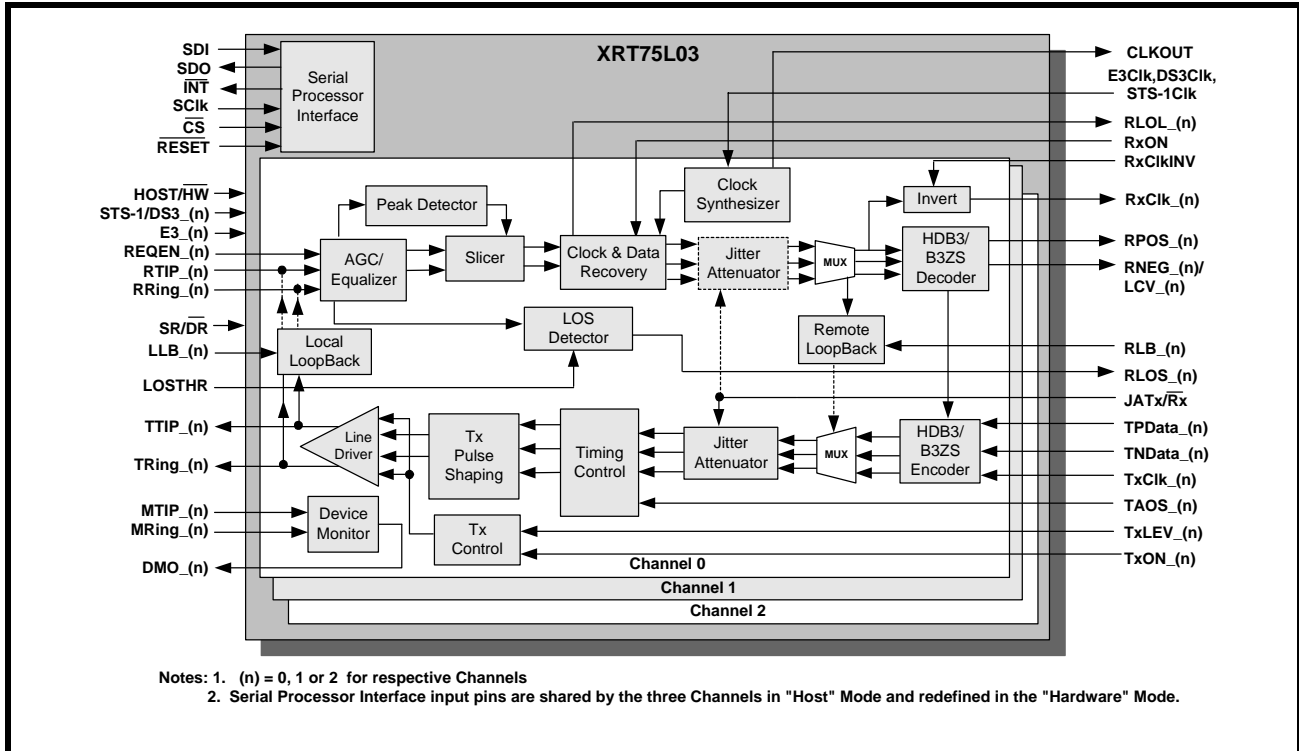 XRT75L03
SDI
SDO
INT
SClk
CS
RESET
Serial
Processor
Interface
CLKOUT
E3Clk,DS3Clk,
STS-1Clk
RLOL_(n)
RxON
RxClkINV
RxClk_(n)
RPOS_(n)
RNEG_(n)/
LCV_(n)
RLB_(n)
RLOS_(n)
JATx/Rx
TPData_(n)
TNData_(n)
TxClk_(n)
TAOS_(n)
TxLEV_(n)
TxON_(n)
HOST/HW
STS-1/DS3_(n)
E3_(n)
REQEN_(n)
RTIP_(n)
RRing_(n)
SR/DR
LLB_(n)
LOSTHR
TTIP_(n)
TRing_(n)
MTIP_(n)
MRing_(n)
DMO_(n)
Peak Detector
AGC/
Equalizer
Slicer
Clock & Data
Recovery
Clock
Synthesizer
Jitter
Attenuator
MUX
Invert
HDB3/
B3ZS
Decoder
LOS
Detector
Local
LoopBack
Remote
LoopBack
Line
Driver
Tx
Pulse
Shaping
Timing
Control
Jitter
Attenuator
MUX
HDB3/
B3ZS
Encoder
Device
Monitor
Tx
Control
Channel 0
Channel 1
Channel 2
Notes: 1. (n) = 0, 1 or 2 for respective Channels
2. Serial Processor Interface input pins are shared by the three Channels in "Host" Mode and redefined in the "Hardware" Mode.